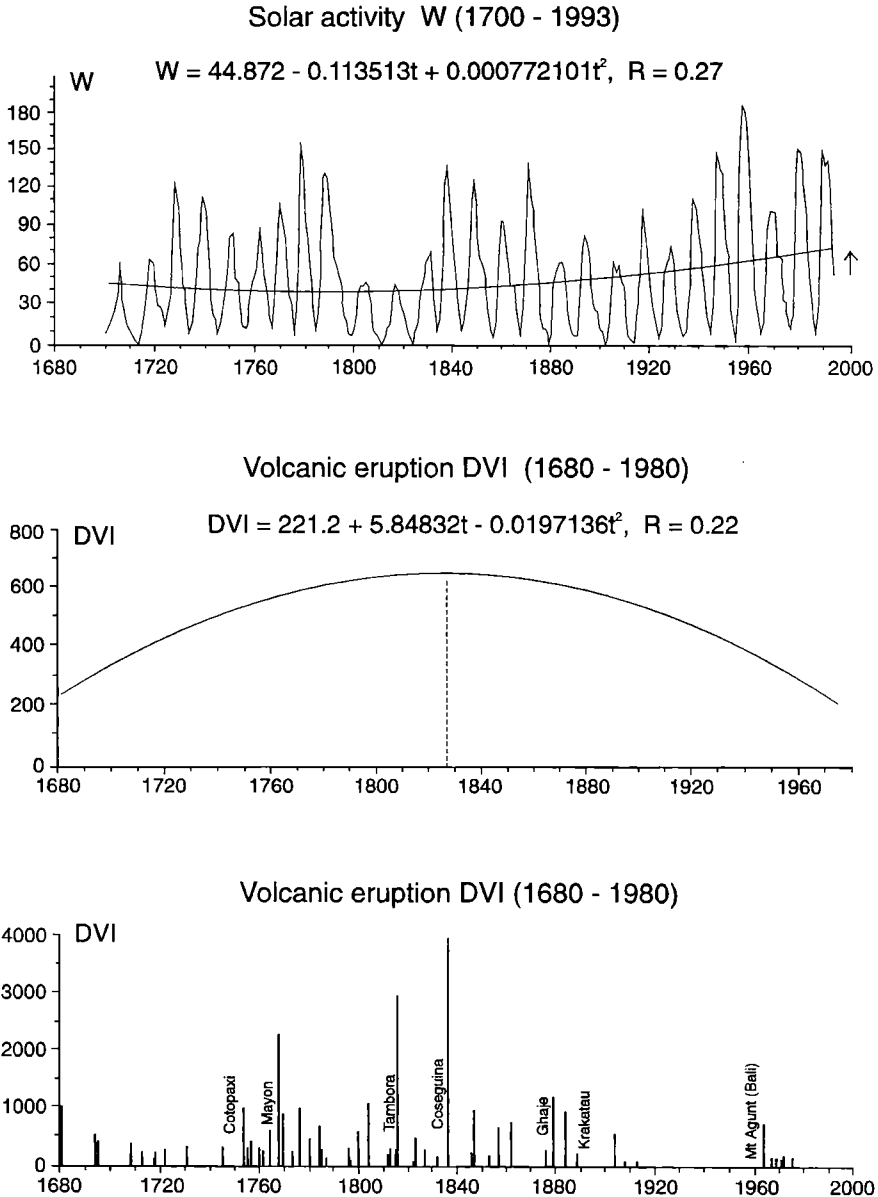 Solar activity W (1700 - 1993)
W = 44.872 - 0.113513t + 0.000772101t², R = 0.27
W
180
150
120
90
60
30
0
1680 1720 1760 1800 1840 1880 1920 1960 2000
Volcanic eruption DVI (1680 - 1980)
DVI = 221.2 + 5.84832t - 0.0197136t², R = 0.22
DVI
800
600
400
200
0
1680 1720 1760 1800 1840 1880 1920 1960
Volcanic eruption DVI (1680 - 1980)
DVI
4000
3000
2000
1000
0
Cotopaxi
Mayon
Tambora
Coseguina
Ghaje
Krakatau
Mt Agunt (Bali)
1680 1720 1760 1800 1840 1880 1920 1960 2000